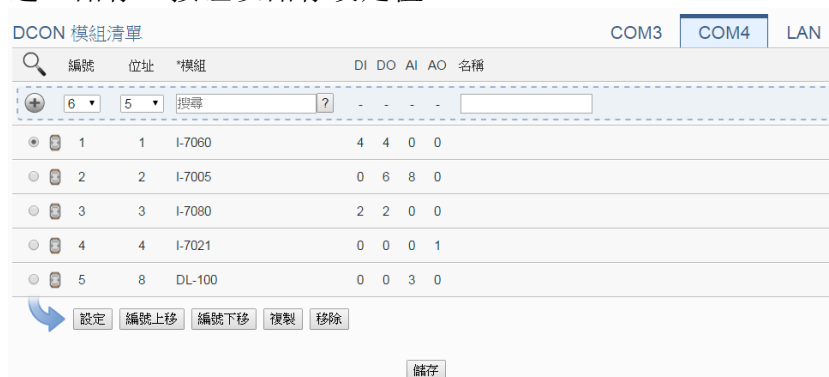 DCON 模組清單 COM3 COM4 LAN
編號 位址 *模組 DI DO AI AO 名稱
6 5 搜尋 ? - - - -
1 1 I-7060 4 4 0 0
2 2 I-7005 0 6 8 0
3 3 I-7080 2 2 0 0
4 4 I-7021 0 0 0 1
5 8 DL-100 0 0 3 0
設定 編號上移 編號下移 複製 移除
儲存